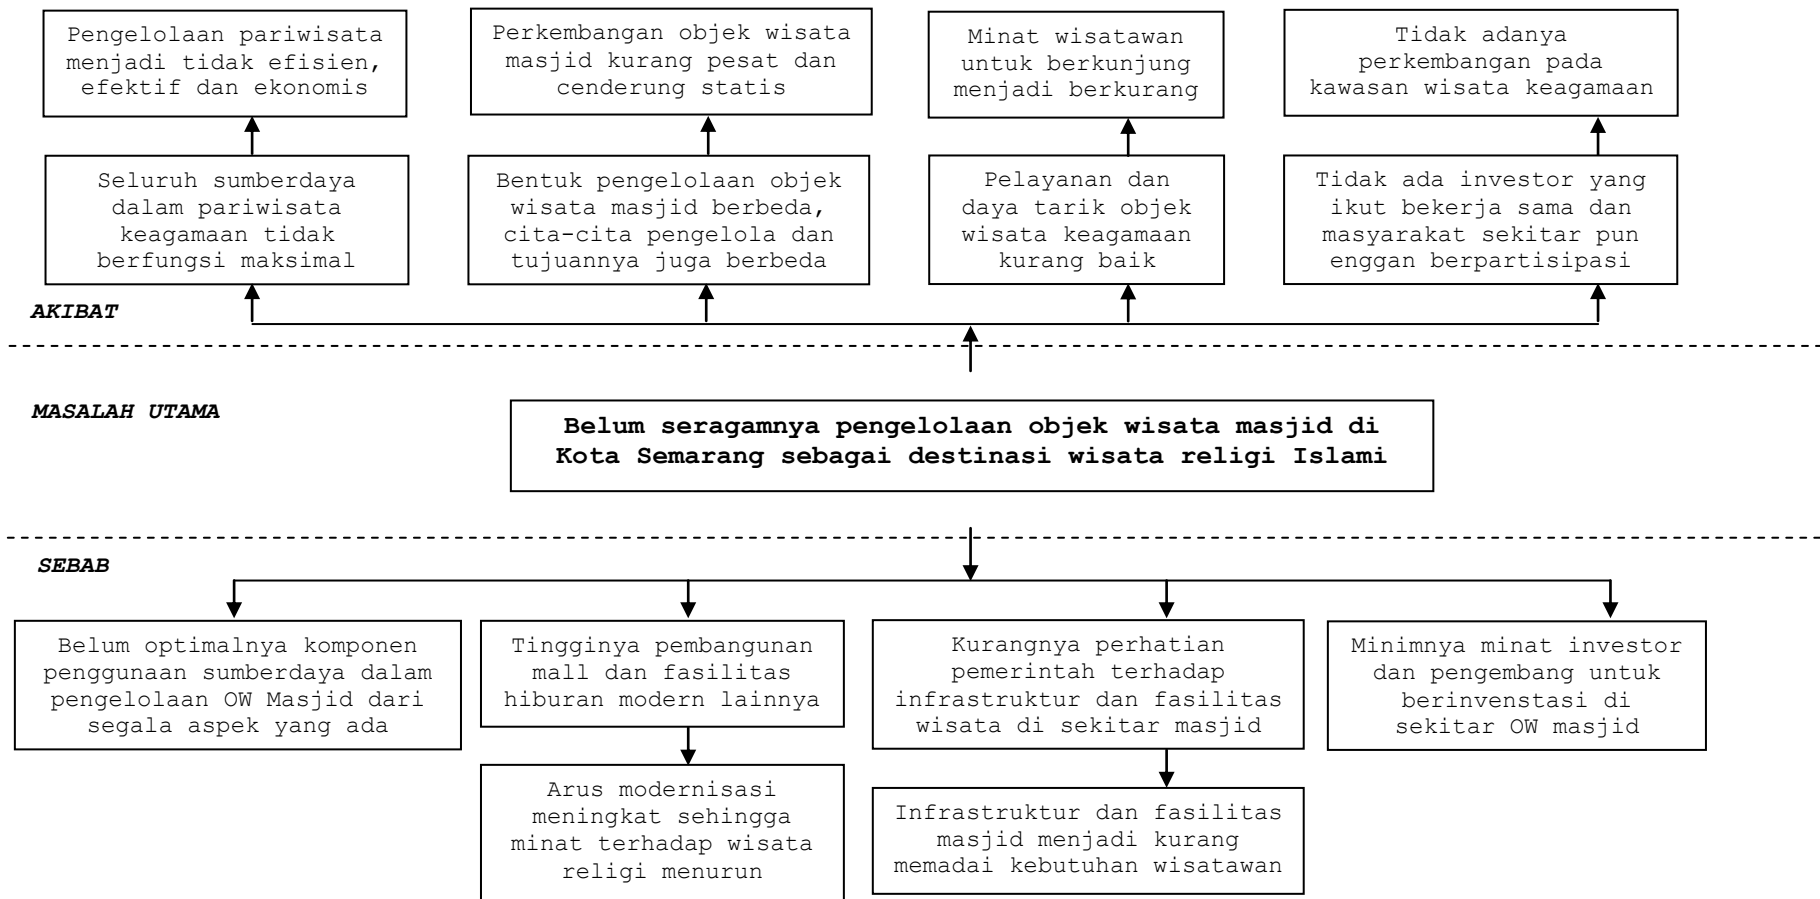 Pengelolaan pariwisata
menjadi tidak efisien,
efektif dan ekonomis
Perkembangan objek wisata
masjid kurang pesat dan
cenderung statis
Minat wisatawan
untuk berkunjung
menjadi berkurang
Tidak adanya
perkembangan pada
kawasan wisata keagamaan
Seluruh sumberdaya
dalam pariwisata
keagamaan tidak
berfungsi maksimal
Bentuk pengelolaan objek
wisata masjid berbeda,
cita-cita pengelola dan
tujuannya juga berbeda
Pelayanan dan
daya tarik objek
wisata keagamaan
kurang baik
Tidak ada investor yang
ikut bekerja sama dan
masyarakat sekitar pun
enggan berpartisipasi
AKIBAT
MASALAH UTAMA
Belum seragamnya pengelolaan objek wisata masjid di
Kota Semarang sebagai destinasi wisata religi Islami
SEBAB
Belum optimalnya komponen
penggunaan sumberdaya dalam
pengelolaan OW Masjid dari
segala aspek yang ada
Tingginya pembangunan
mall dan fasilitas
hiburan modern lainnya
Kurangnya perhatian
pemerintah terhadap
infrastruktur dan fasilitas
wisata di sekitar masjid
Minimnya minat investor
dan pengembang untuk
berinvenstasi di
sekitar OW masjid
Arus modernisasi
meningkat sehingga
minat terhadap wisata
religi menurun
Infrastruktur dan fasilitas
masjid menjadi kurang
memadai kebutuhan wisatawan